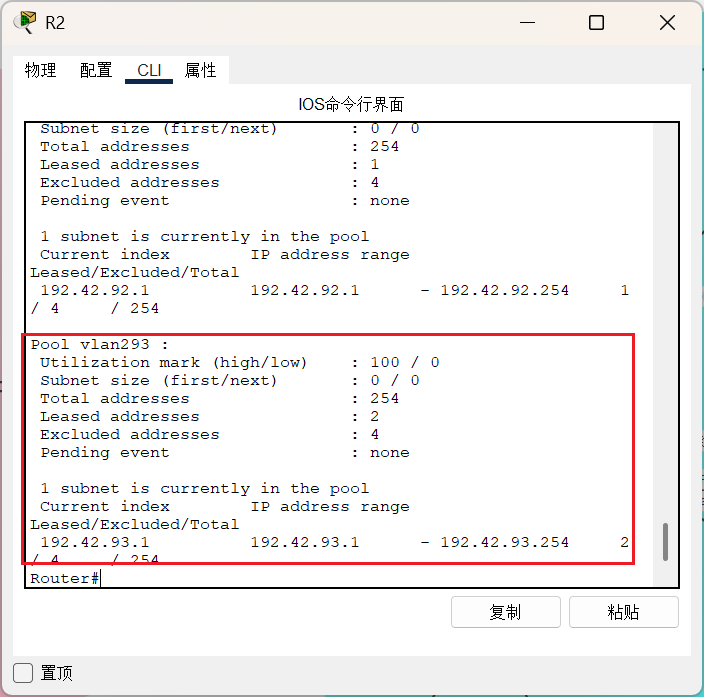 R2
物理 配置 CLI 属性
IOS命令行界面
Subnet size (first/next) : 0 / 0
Total addresses : 254
Leased addresses : 1
Excluded addresses : 4
Pending event : none
1 subnet is currently in the pool
Current index IP address range
Leased/Excluded/Total
192.42.92.1 192.42.92.1 - 192.42.92.254 1
/ 4 / 254
Pool vlan293 :
Utilization mark (high/low) : 100 / 0
Subnet size (first/next) : 0 / 0
Total addresses : 254
Leased addresses : 2
Excluded addresses : 4
Pending event : none
1 subnet is currently in the pool
Current index IP address range
Leased/Excluded/Total
192.42.93.1 192.42.93.1 - 192.42.93.254 2
/ 4 / 254
Router#
复制 粘贴
置顶